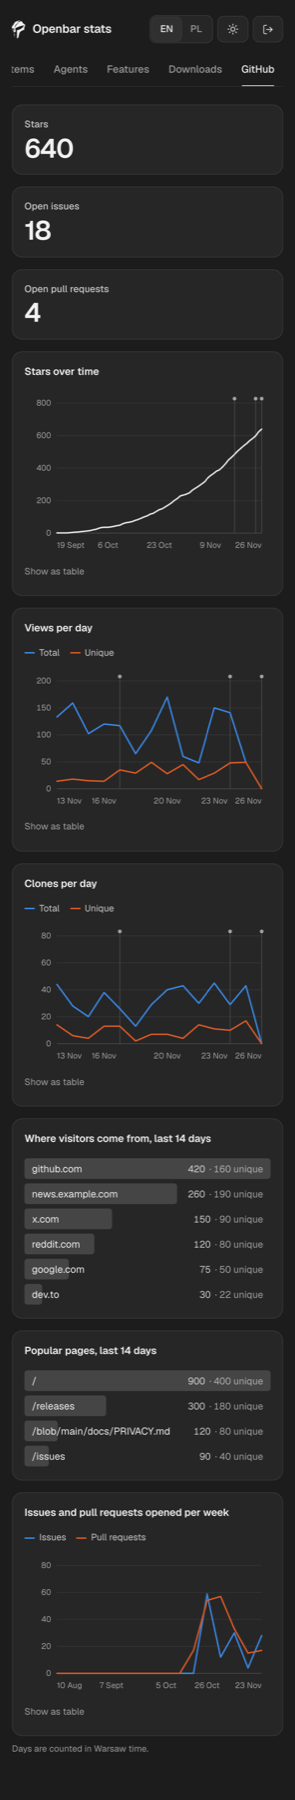 Openbar stats
EN PL
tems Agents Features Downloads GitHub
Stars
640
Open issues
18
Open pull requests
4
Stars over time
800
600
400
200
0
19 Sept 6 Oct 23 Oct 9 Nov 26 Nov
Show as table
Views per day
Total Unique
200
150
100
50
0
13 Nov 16 Nov 20 Nov 23 Nov 26 Nov
Show as table
Clones per day
Total Unique
80
60
40
20
0
13 Nov 16 Nov 20 Nov 23 Nov 26 Nov
Show as table
Where visitors come from, last 14 days
github.com 420 · 160 unique
news.example.com 260 · 190 unique
x.com 150 · 90 unique
reddit.com 120 · 80 unique
google.com 75 · 50 unique
dev.to 30 · 22 unique
Popular pages, last 14 days
/ 900 · 400 unique
/releases 300 · 180 unique
/blob/main/docs/PRIVACY.md 120 · 80 unique
/issues 90 · 40 unique
Issues and pull requests opened per week
Issues Pull requests
80
60
40
20
0
10 Aug 7 Sept 5 Oct 26 Oct 23 Nov
Show as table
Days are counted in Warsaw time.